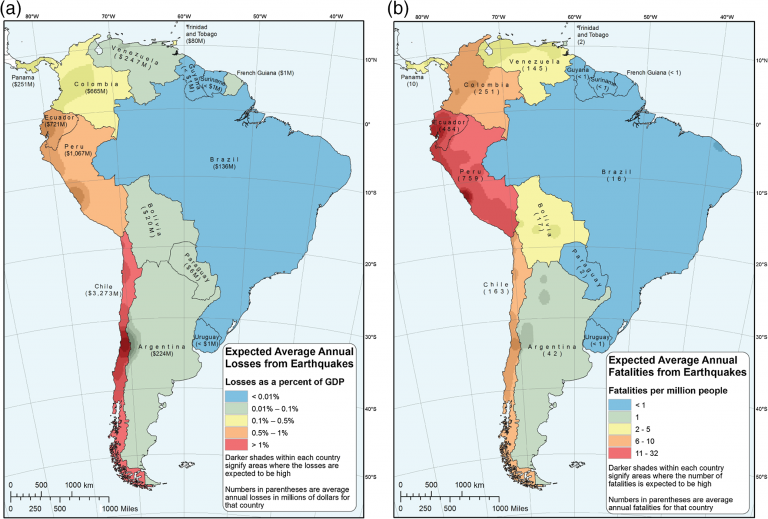 (a)
80°W
70°W
60°W
50°W
40°W
Trinidad
and Tobago
($80M)
10°N
Panama
($251M)
Venezuela
($247M)
Guyana
($1M)
Suriname
(< $1M)
French Guiana ($1M)
Colombia
($665M)
0°
Ecuador
($721M)
Peru
($1,067M)
Brazil
($136M)
10°S
Bolivia
($20M)
20°S
Paraguay
($6M)
Chile
($3,273M)
30°S
Argentina
($224M)
Uruguay
(< $1M)
40°S
50°S
Expected Average Annual
Losses from Earthquakes
Losses as a percent of GDP
< 0.01%
0.01% – 0.1%
0.1% – 0.5%
0.5% – 1%
> 1%
Darker shades within each country
signify areas where the losses are
expected to be high
Numbers in parentheses are average
annual losses in millions of dollars for
that country
0 500 1000 km
0 250 500 1000 Miles
(b)
80°W
70°W
60°W
50°W
40°W
Trinidad
and Tobago
(2)
10°N
Panama
(10)
Venezuela
(145)
Guyana
(< 1)
Suriname
(< 1)
French Guiana (< 1)
Colombia
(251)
0°
Ecuador
(484)
Peru
(759)
Brazil
(16)
10°S
Bolivia
(17)
20°S
Paraguay
(2)
Chile
(163)
30°S
Argentina
(42)
Uruguay
(< 1)
40°S
50°S
Expected Average Annual
Fatalities from Earthquakes
Fatalities per million people
< 1
1
2 - 5
6 - 10
11 - 32
Darker shades within each country
signify areas where the number of
fatalities is expected to be high
Numbers in parentheses are average
annual fatalities for that country
0 500 1000 km
0 250 500 1000 Miles